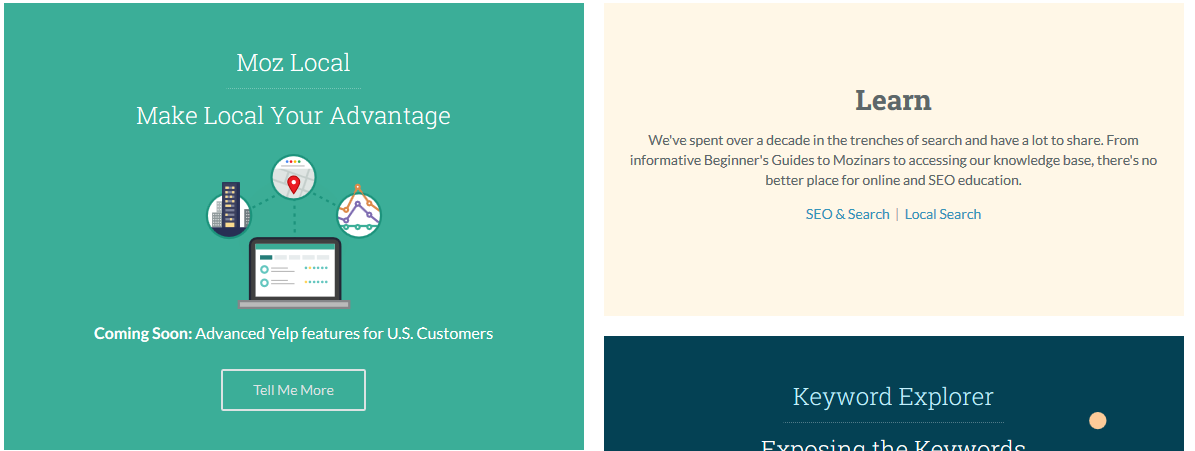 Moz Local
Make Local Your Advantage
Coming Soon: Advanced Yelp features for U.S. Customers
Tell Me More
Learn
We've spent over a decade in the trenches of search and have a lot to share. From
informative Beginner's Guides to Mozinars to accessing our knowledge base, there's no
better place for online and SEO education.
SEO & Search | Local Search
Keyword Explorer
Exposing the Keywords